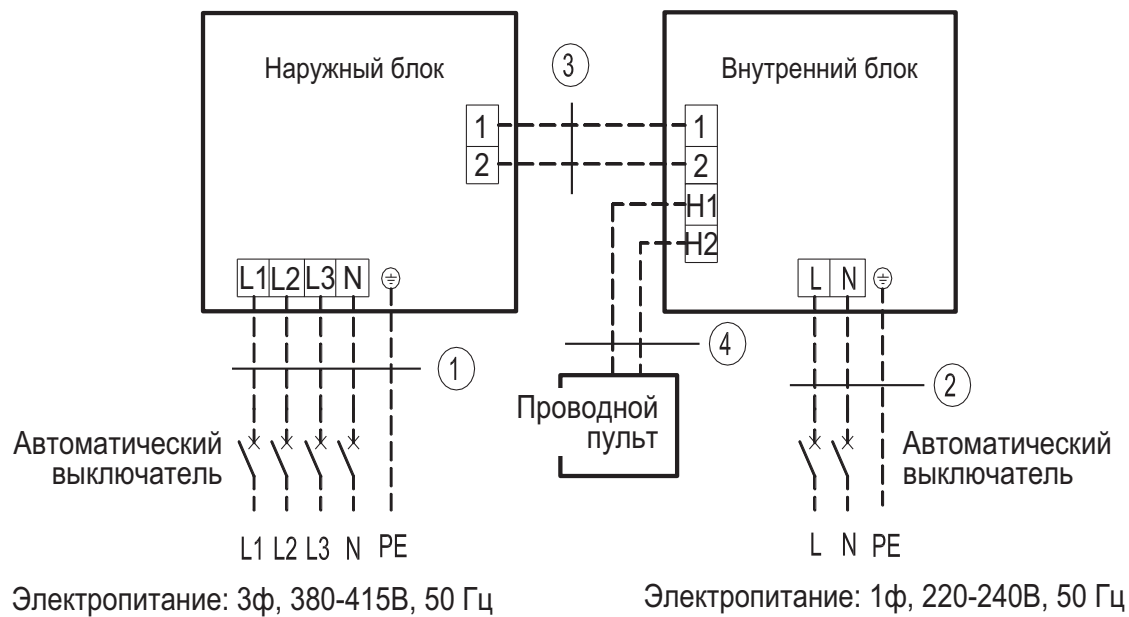 Наружный блок
3
Внутренний блок
1
1
2
2
H1
H2
L1 L2 L3 N
L N
1
4
2
Проводной
пульт
Автоматический
выключатель
Автоматический
выключатель
L1 L2 L3 N PE
L N PE
Электропитание: 3ф, 380-415В, 50 Гц
Электропитание: 1ф, 220-240В, 50 Гц